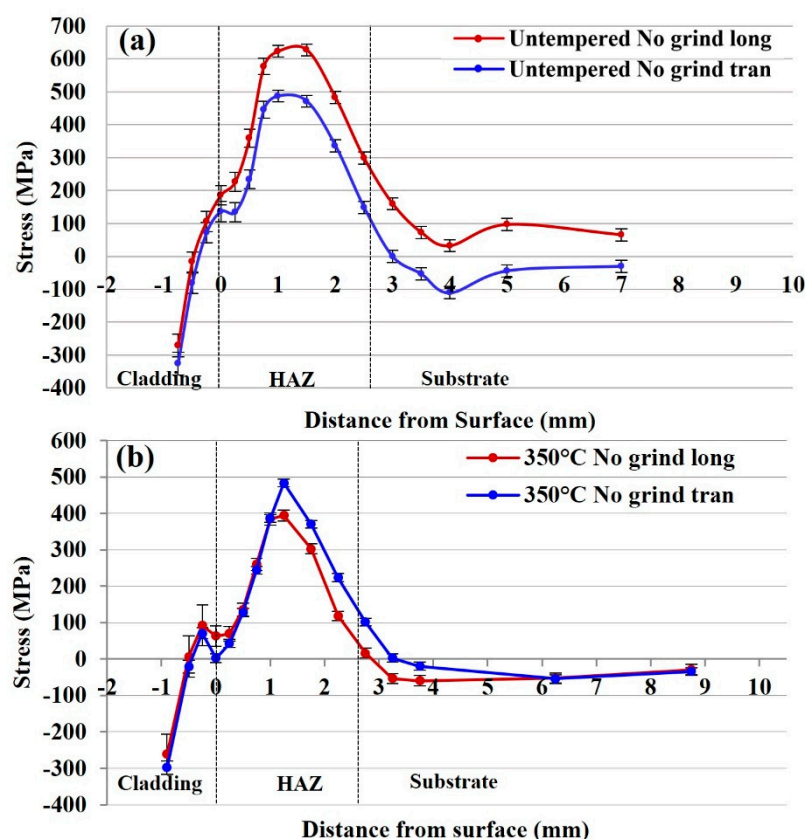 (a)
Untempered No grind long
Untempered No grind tran
Stress (MPa)
700
600
500
400
300
200
100
0
-100
-200
-300
-400
-2 -1 0 1 2 3 4 5 6 7 8 9 10
Cladding HAZ Substrate
Distance from Surface (mm)
(b)
350°C No grind long
350°C No grind tran
Stress (MPa)
600
500
400
300
200
100
0
-100
-200
-300
-400
-2 -1 0 1 2 3 4 5 6 7 8 9 10
Cladding HAZ Substrate
Distance from surface (mm)